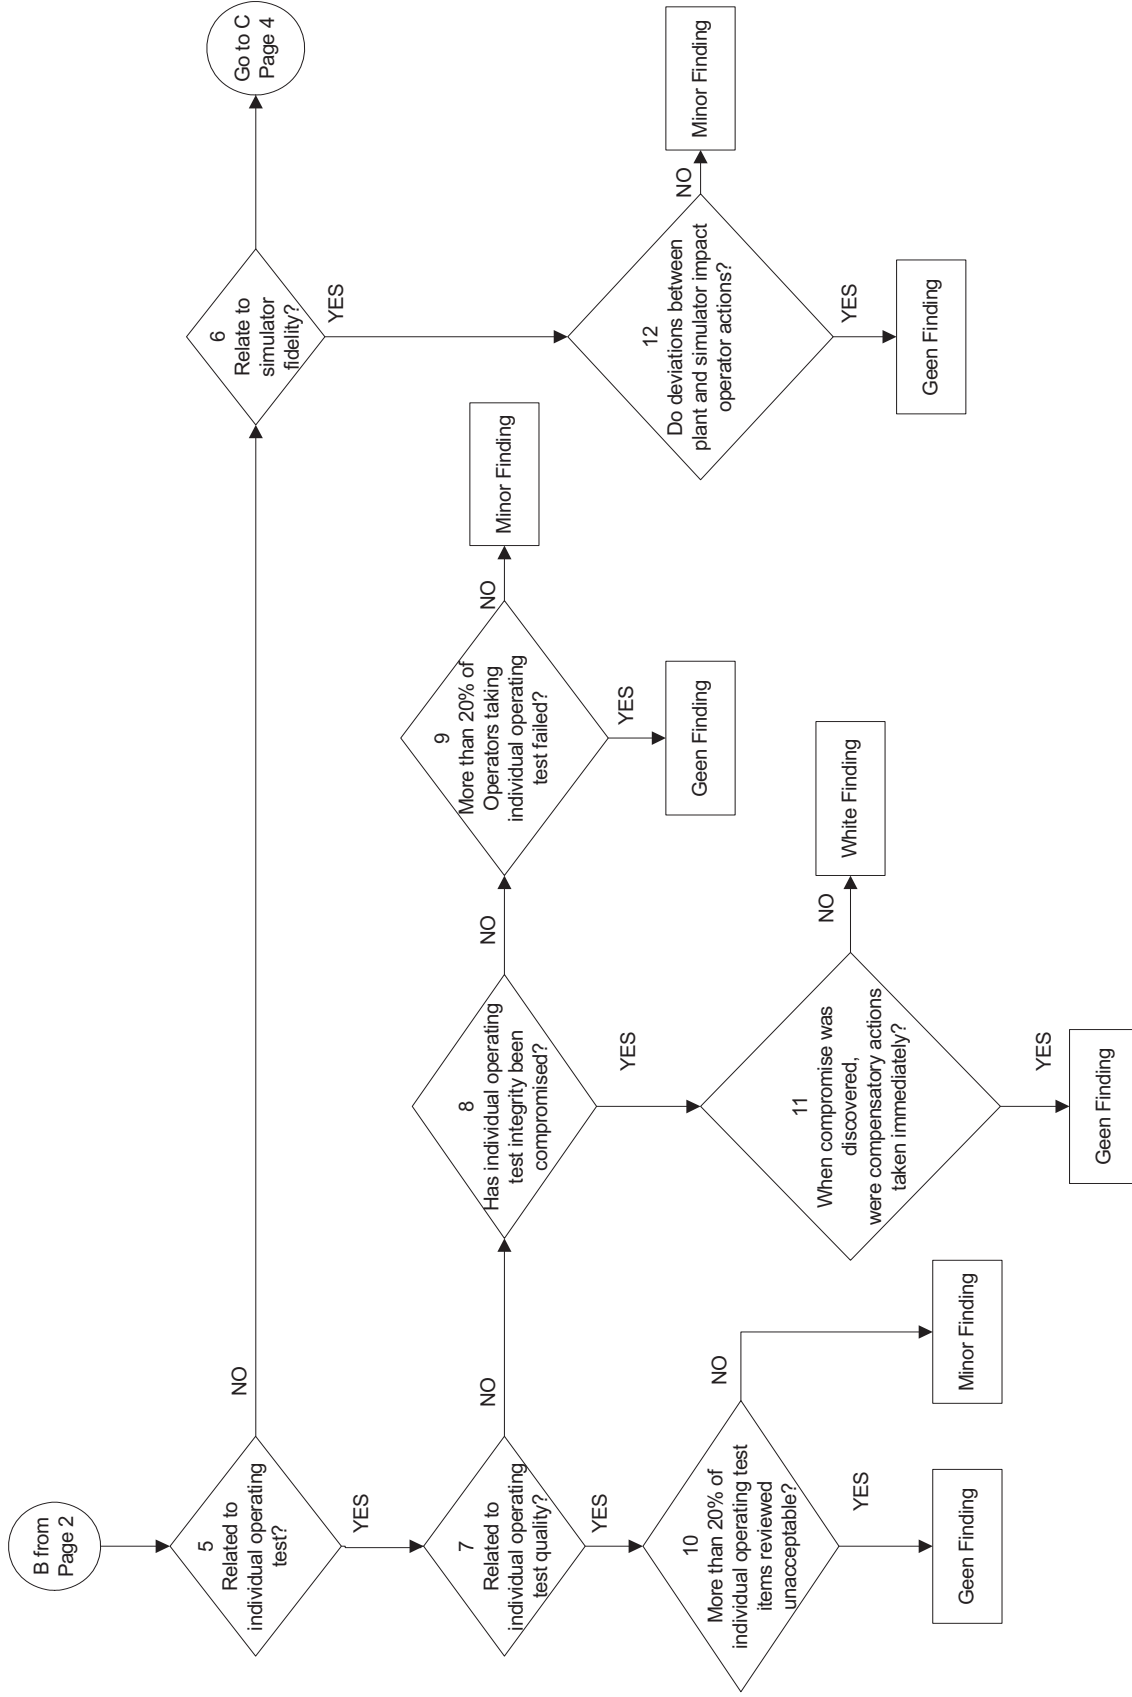 B from
Page 2
5
Related to
individual operating
test?
NO
YES
6
Relate to
simulator
fidelity?
YES
Go to C
Page 4
7
Related to
individual operating
test quality?
NO
YES
8
Has individual operating
test integrity been
compromised?
NO
YES
9
More than 20% of
Operators taking
individual operating
test failed?
NO
YES
Minor Finding
Geen Finding
10
More than 20% of
individual operating test
items reviewed
unacceptable?
NO
YES
Minor Finding
Geen Finding
11
When compromise was
discovered,
were compensatory actions
taken immediately?
NO
YES
White Finding
Geen Finding
12
Do deviations between
plant and simulator impact
operator actions?
NO
YES
Minor Finding
Geen Finding